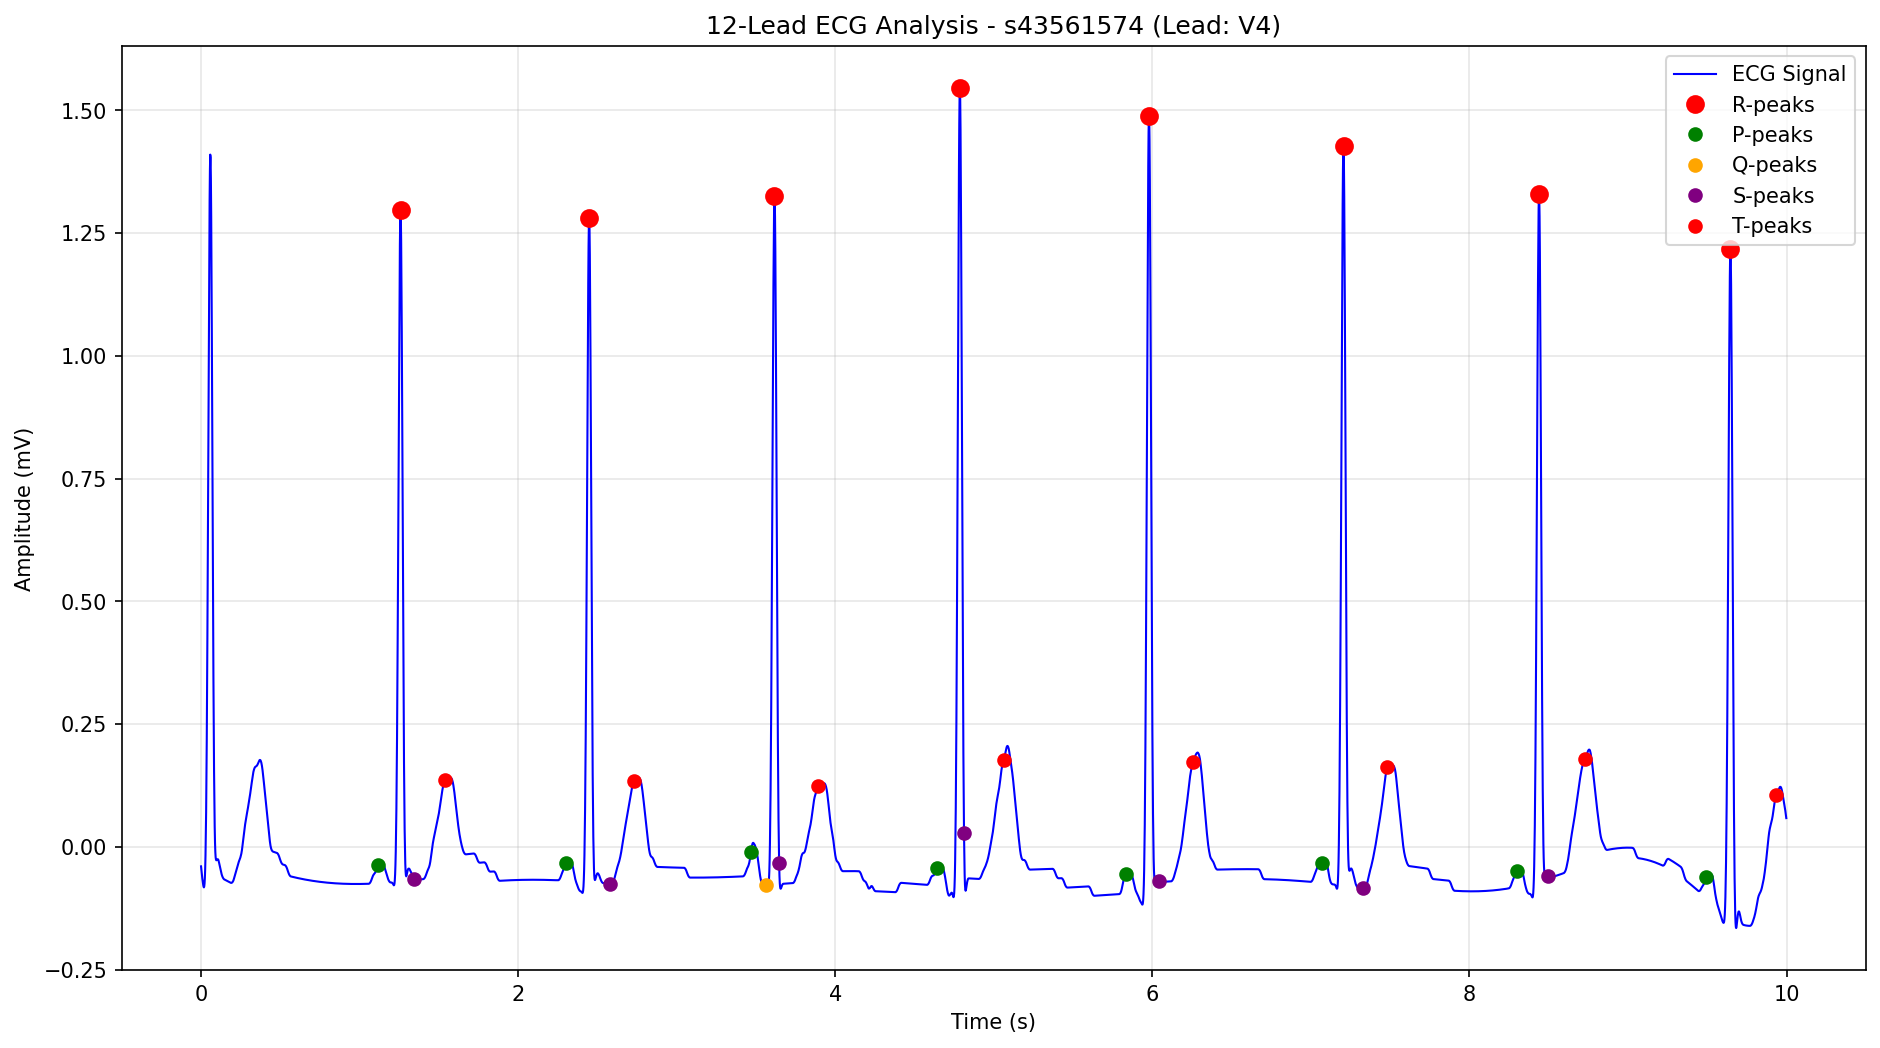 12-Lead ECG Analysis - s43561574 (Lead: V4)
ECG Signal
R-peaks
P-peaks
Q-peaks
S-peaks
T-peaks
Amplitude (mV)
1.50
1.25
1.00
0.75
0.50
0.25
0.00
−0.25
0 2 4 6 8 10
Time (s)